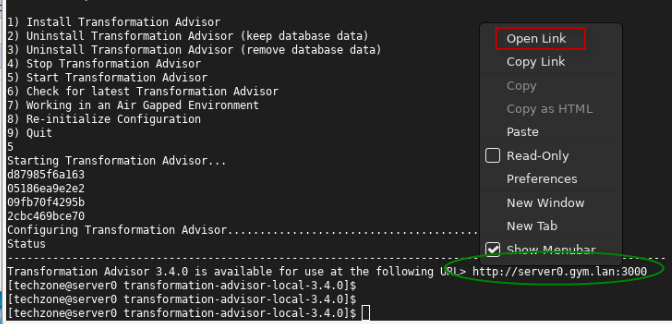 1) Install Transformation Advisor
2) Uninstall Transformation Advisor (keep database data)
3) Uninstall Transformation Advisor (remove database data)
4) Stop Transformation Advisor
5) Start Transformation Advisor
6) Check for latest Transformation Advisor
7) Working in an Air Gapped Environment
8) Re-initialize Configuration
9) Quit
5
Starting Transformation Advisor...
d87985f6a163
05186ea9e2e2
09fb70f4295b
2cbc469bce70
Configuring Transformation Advisor.......................................
Status
--------------------------------------------------------------------------------
Transformation Advisor 3.4.0 is available for use at the following URL> http://server0.gym.lan:3000
[techzone@server0 transformation-advisor-local-3.4.0]$
[techzone@server0 transformation-advisor-local-3.4.0]$
[techzone@server0 transformation-advisor-local-3.4.0]$
Open Link
Copy Link
Copy
Copy as HTML
Paste
Read-Only
Preferences
New Window
New Tab
Show Menubar